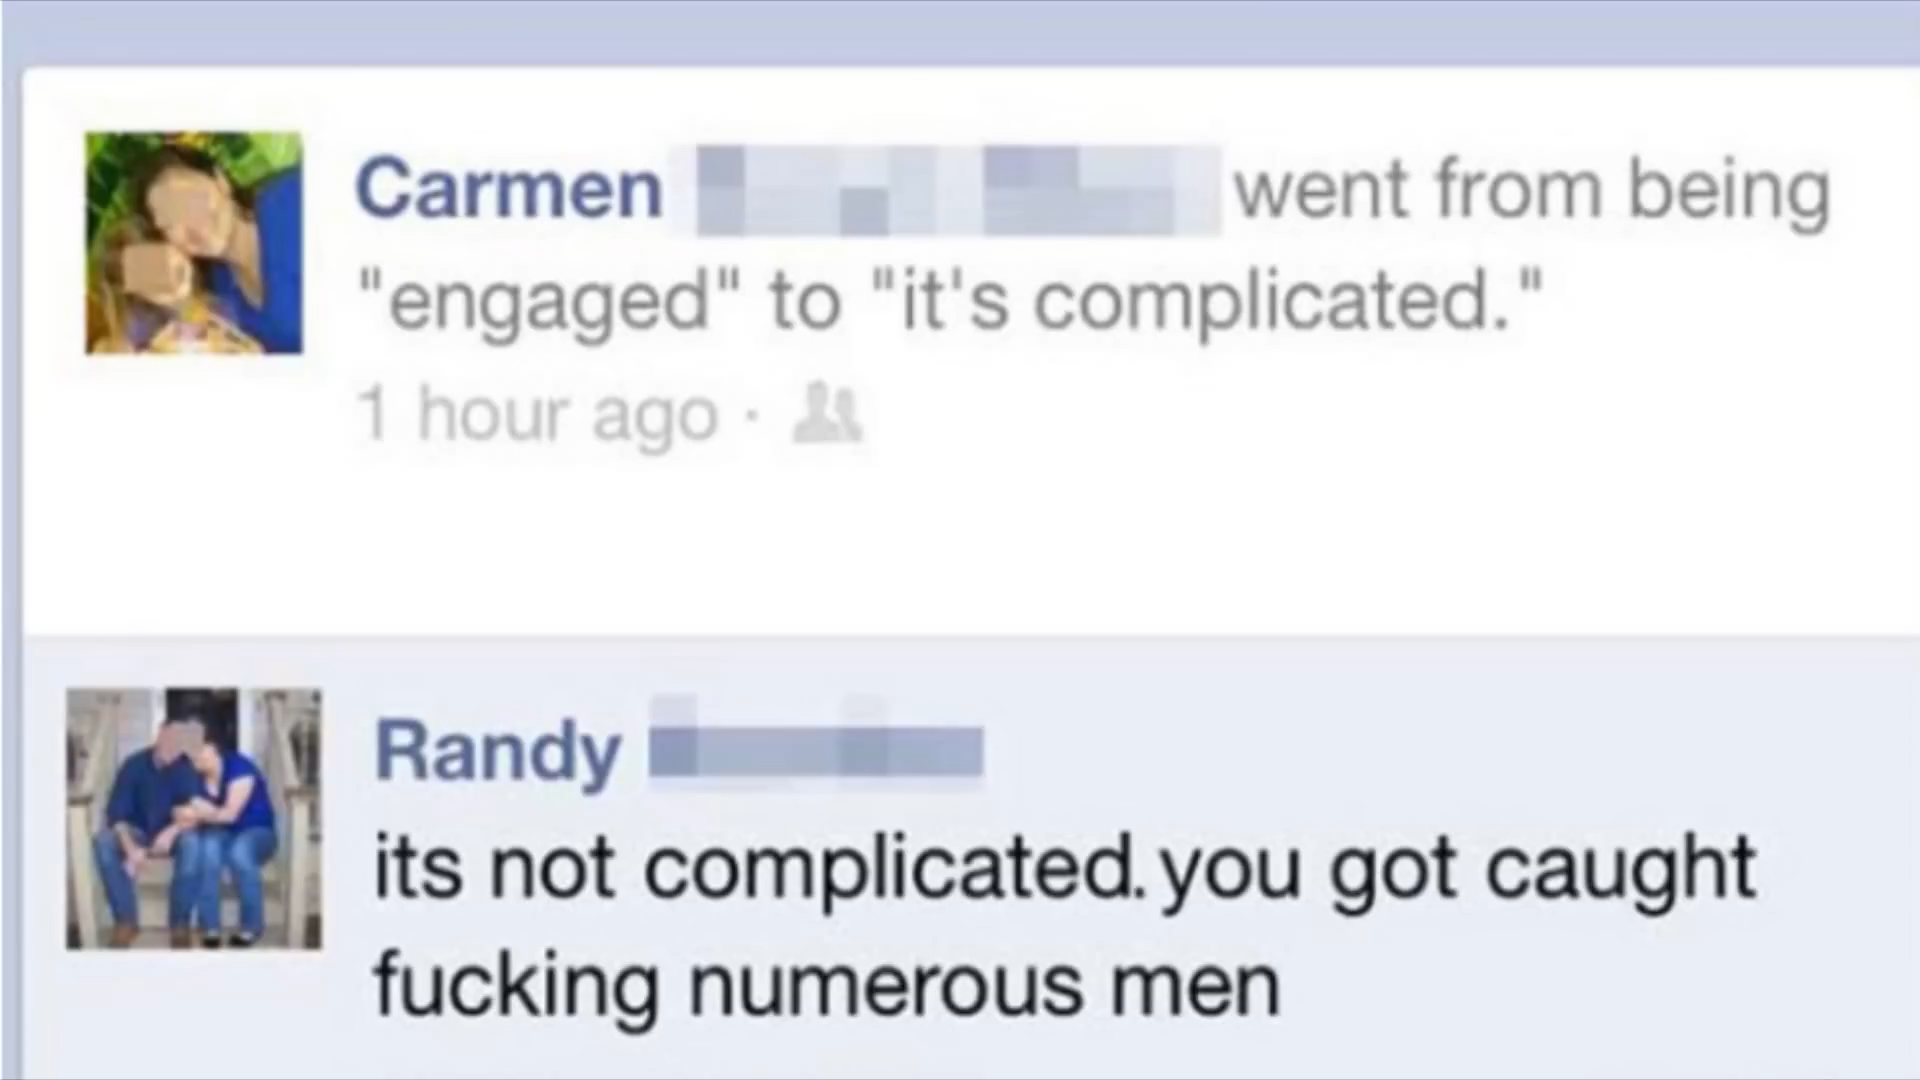 Carmen went from being
"engaged" to "it's complicated."
1 hour ago ·
Randy
its not complicated.you got caught
fucking numerous men